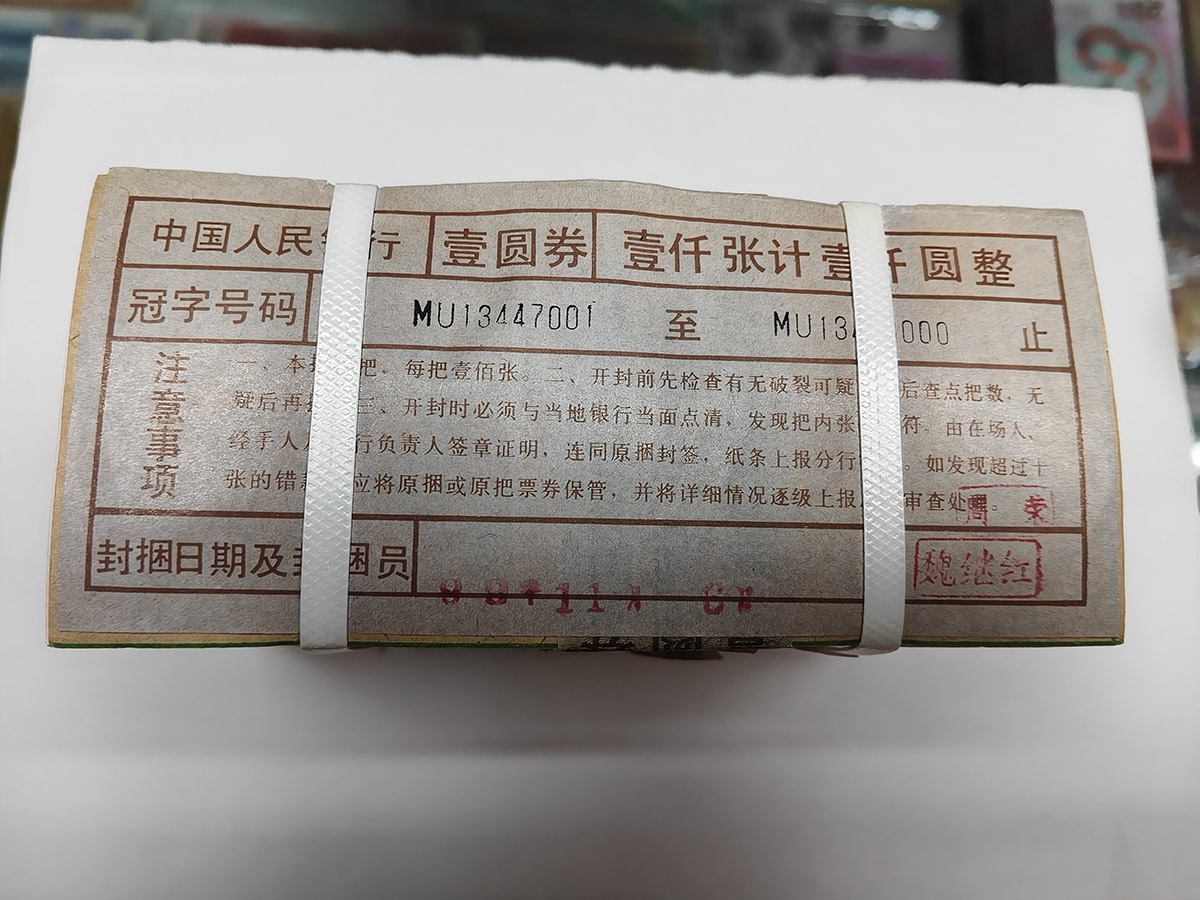 中国人民银行 壹圆券 壹仟张计壹仟圆整
冠字号码 MU13447001 至 MU13 000 止
注意事项
一、本 把。每把壹佰张。二、开封前先检查有无破裂可疑 后查点把数，无
疑后再 三、开封时必须与当地银行当面点清，发现把内张 符。由在场人、
经手人 行负责人签章证明，连同原捆封签，纸条上报分行 。如发现超过十
张的错 应将原捆或原把票券保管，并将详细情况逐级上报 审查处理。
封捆日期及封捆员
魏继红